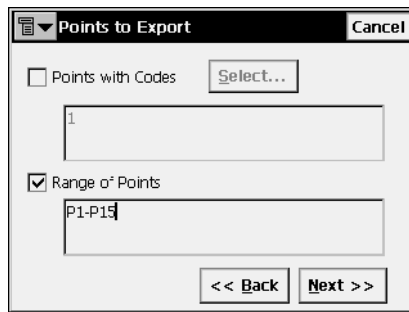 Points to Export
Cancel
Points with Codes
Select...
1
Range of Points
P1-P15
<< Back
Next >>